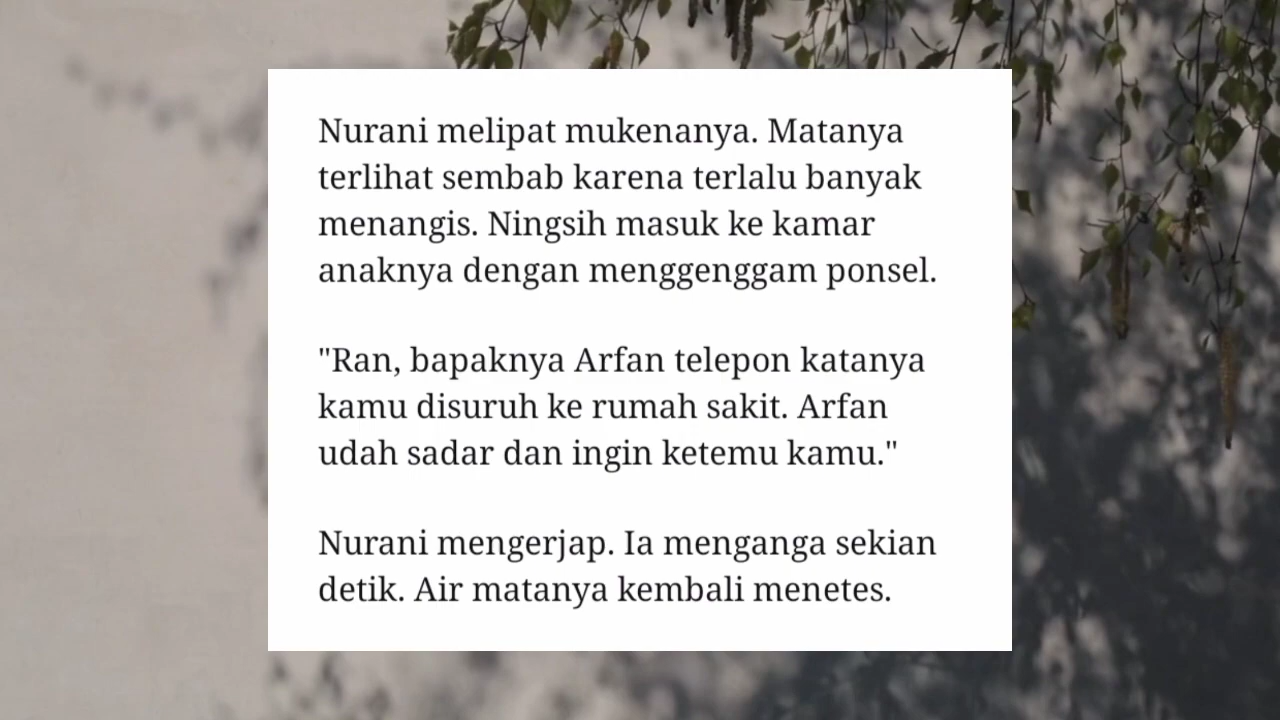 Nurani melipat mukenanya. Matanya
terlihat sembab karena terlalu banyak
menangis. Ningsih masuk ke kamar
anaknya dengan menggenggam ponsel.
"Ran, bapaknya Arfan telepon katanya
kamu disuruh ke rumah sakit. Arfan
udah sadar dan ingin ketemu kamu."
Nurani mengerjap. Ia menganga sekian
detik. Air matanya kembali menetes.